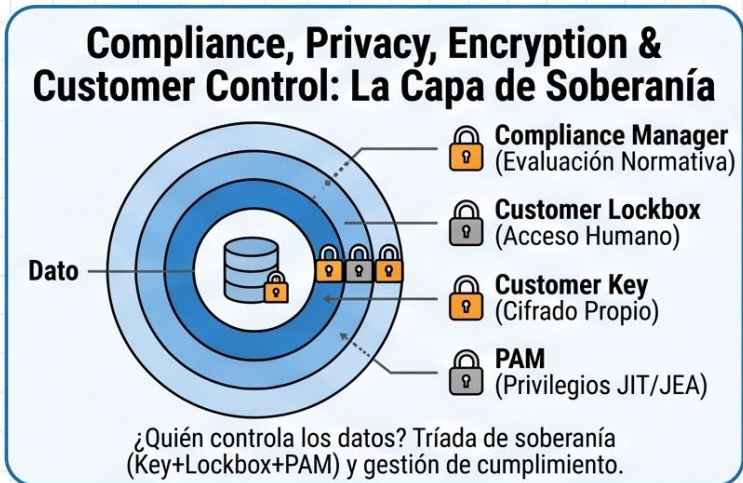 Compliance, Privacy, Encryption &
Customer Control: La Capa de Soberanía
Compliance Manager
(Evaluación Normativa)
Customer Lockbox
(Acceso Humano)
Dato
Customer Key
(Cifrado Propio)
PAM
(Privilegios JIT/JEA)
¿Quién controla los datos? Tríada de soberanía
(Key+Lockbox+PAM) y gestión de cumplimiento.